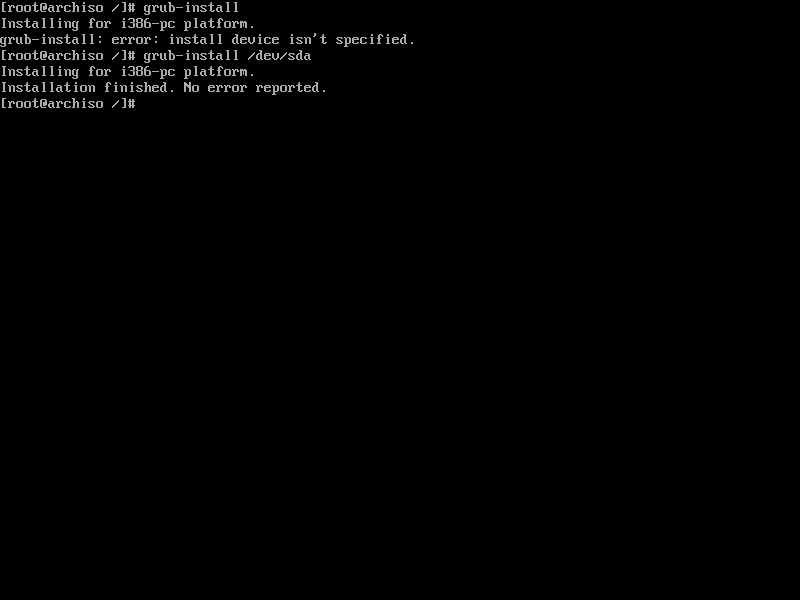 [root@archiso /]# grub-install
Installing for i386-pc platform.
grub-install: error: install device isn't specified.
[root@archiso /]# grub-install /dev/sda
Installing for i386-pc platform.
Installation finished. No error reported.
[root@archiso /]#